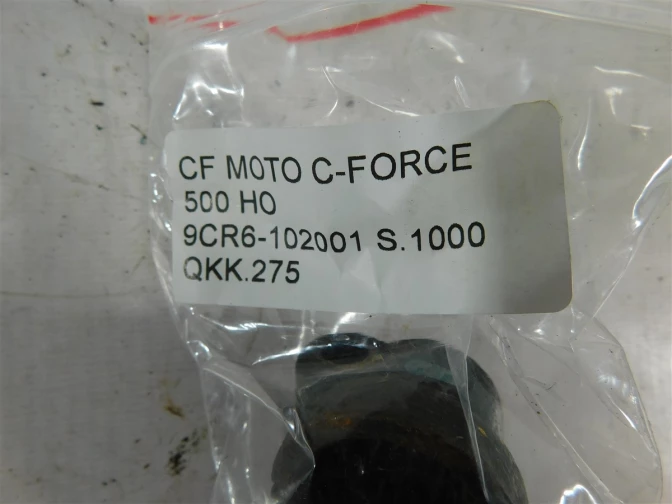 CF MOTO C-FORCE
500 HO
9CR6-102001 S.1000
QKK.275